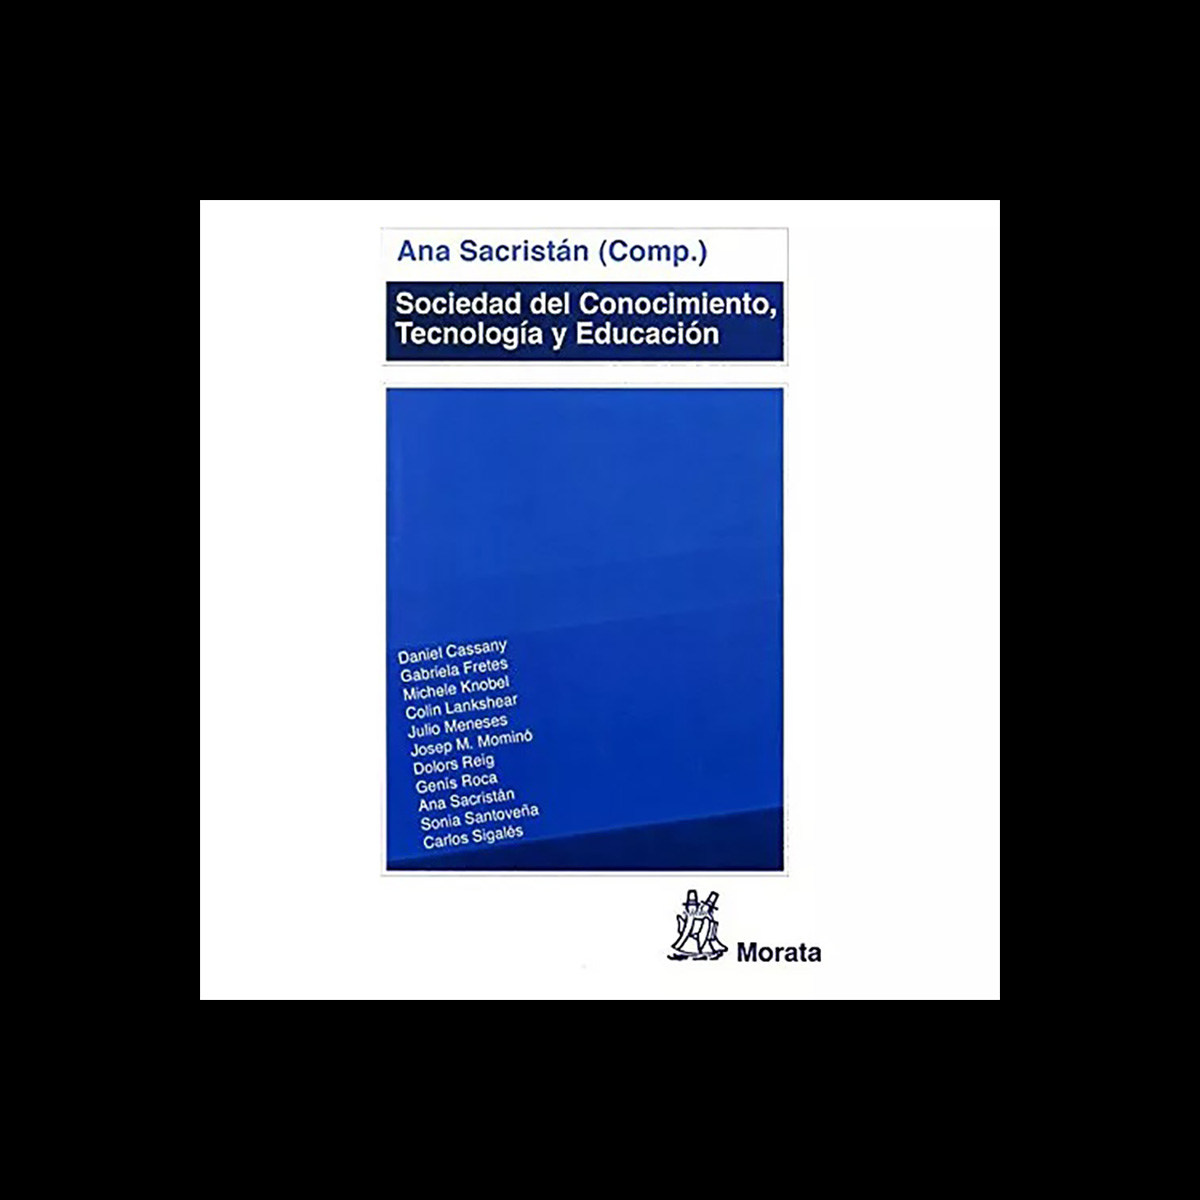 Ana Sacristán (Comp.)
Sociedad del Conocimiento,
Tecnología y Educación
Daniel Cassany
Gabriela Fretes
Michele Knobel
Colin Lankshear
Julio Meneses
Josep M. Mominó
Dolors Reig
Genís Roca
Ana Sacristán
Sonia Santoveña
Carlos Sigalés
Morata